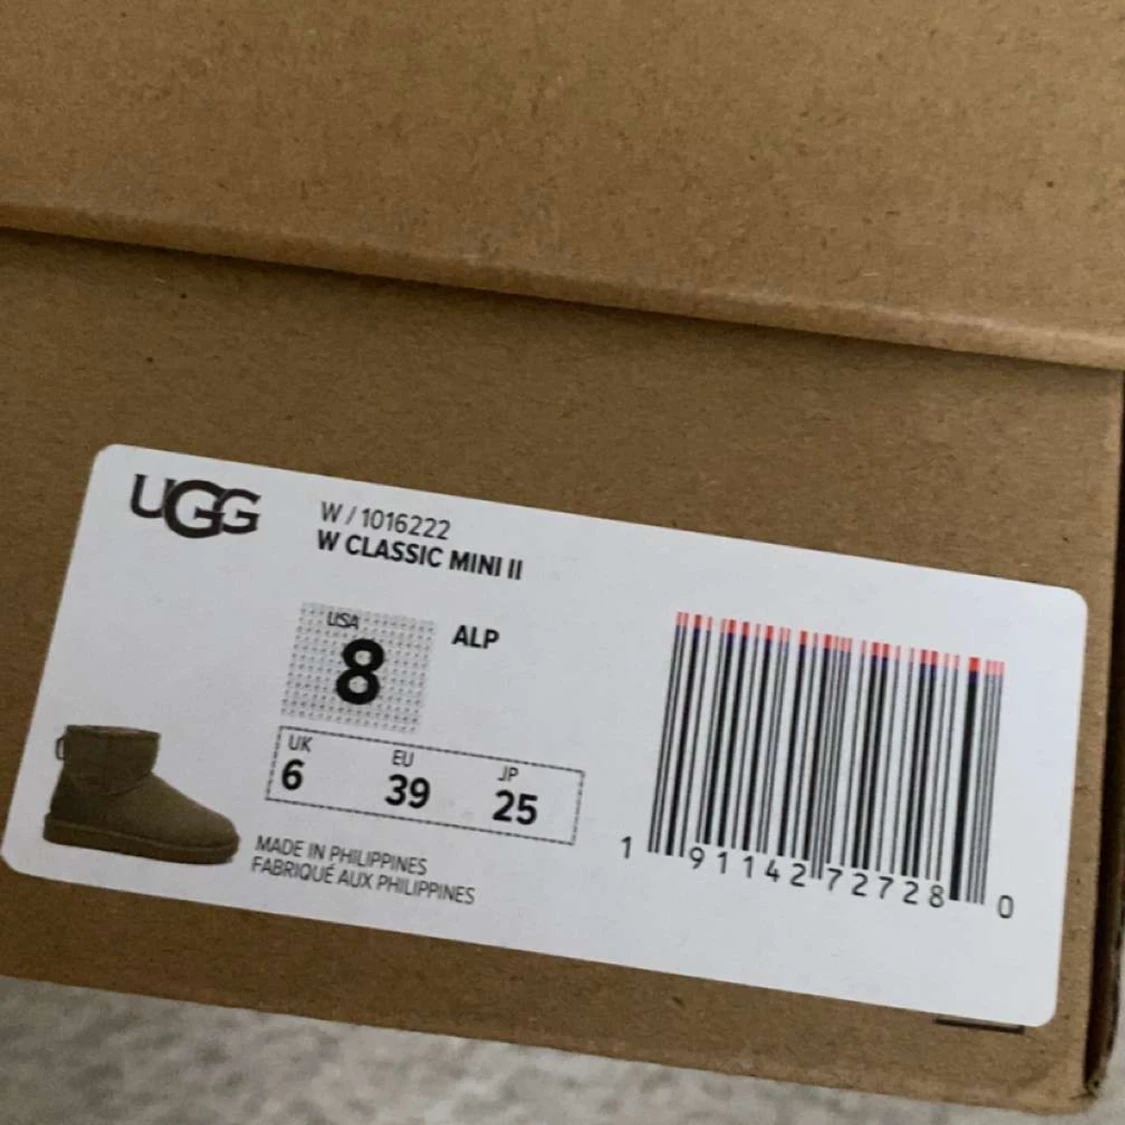 UGG
W / 1016222
W CLASSIC MINI II
USA
8
ALP
UK
6
EU
39
JP
25
MADE IN PHILIPPINES
FABRIQUÉ AUX PHILIPPINES
1 91142 72728 0